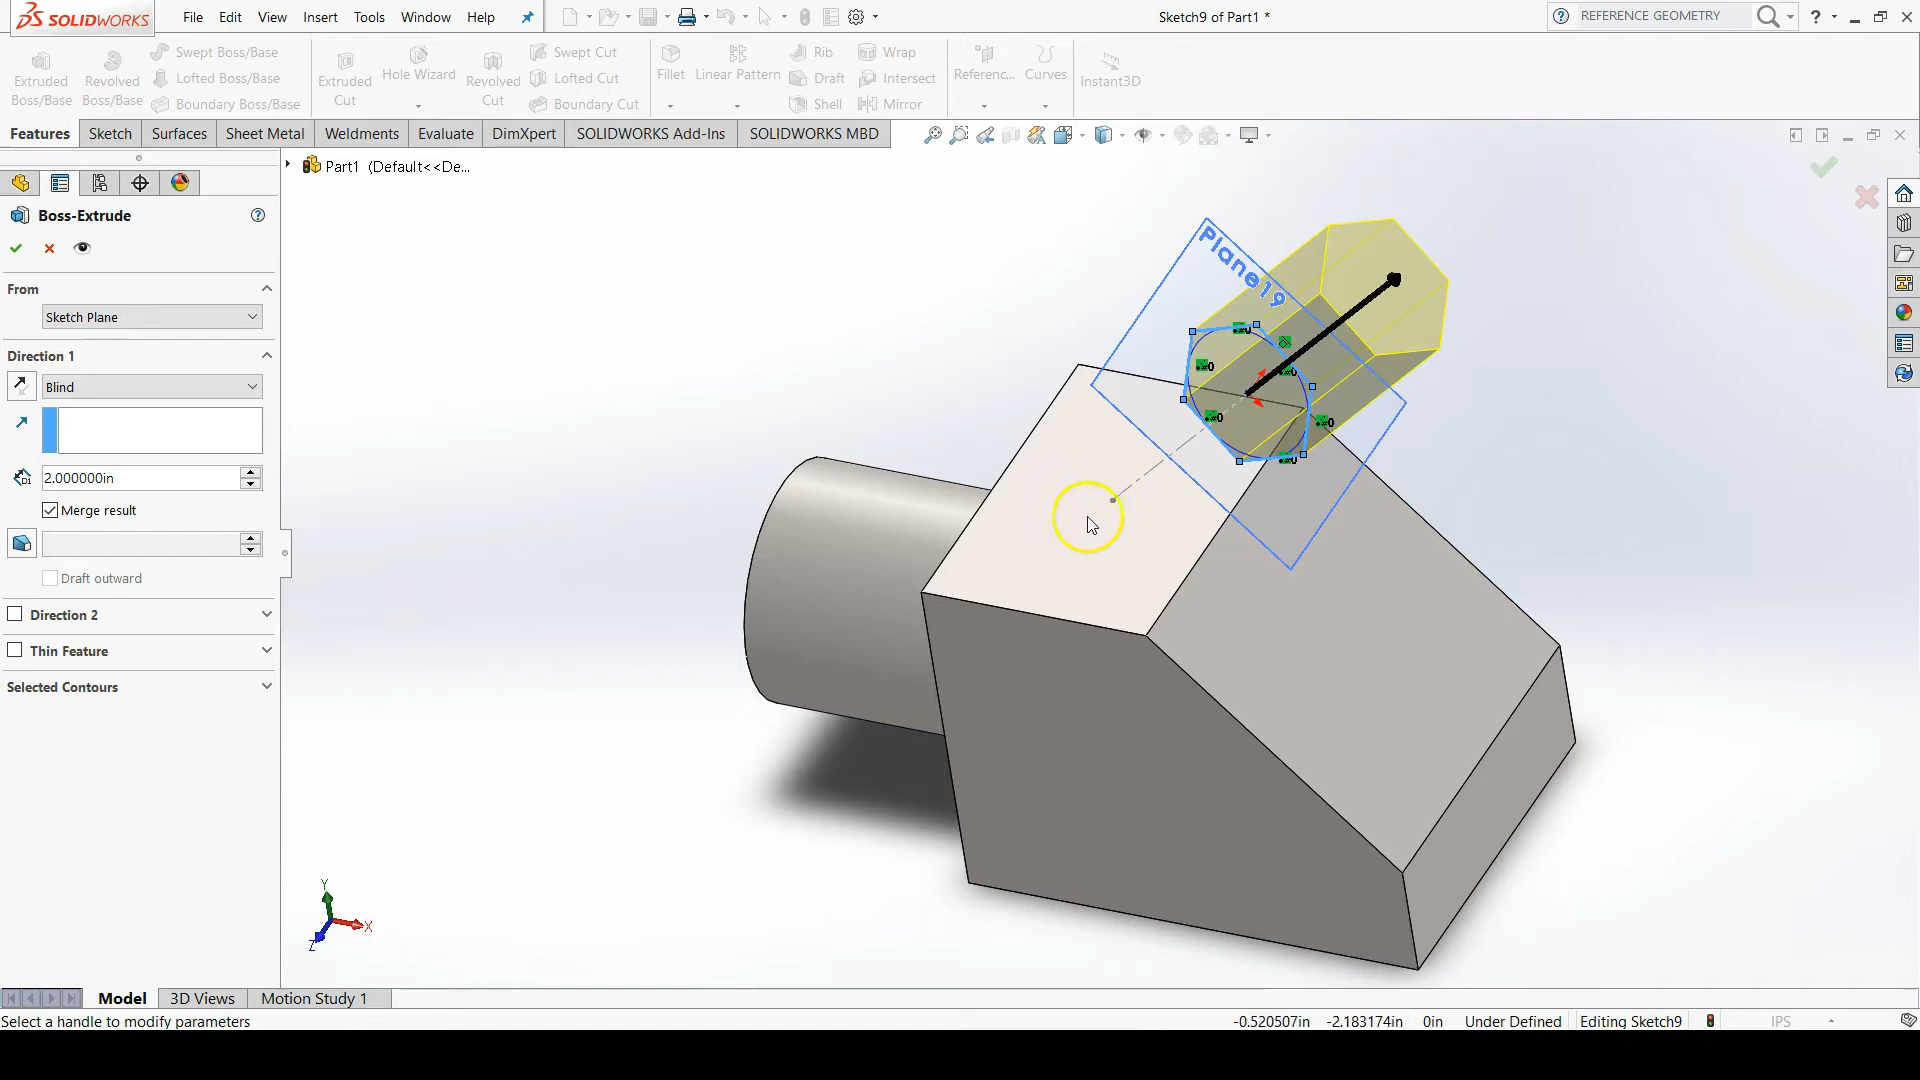 SOLIDWORKS File Edit View Insert Tools Window Help Sketch9 of Part1 * REFERENCE GEOMETRY
Extruded Boss/Base
Revolved Boss/Base
Swept Boss/Base
Lofted Boss/Base
Boundary Boss/Base
Extruded Cut
Hole Wizard
Revolved Cut
Swept Cut
Lofted Cut
Boundary Cut
Fillet
Linear Pattern
Rib
Draft
Shell
Wrap
Intersect
Mirror
Referenc...
Curves
Instant3D
Features Sketch Surfaces Sheet Metal Weldments Evaluate DimXpert SOLIDWORKS Add-Ins SOLIDWORKS MBD
Part1 (Default<<De...
Boss-Extrude
From
Sketch Plane
Direction 1
Blind
2.000000in
Merge result
Draft outward
Direction 2
Thin Feature
Selected Contours
Plane19
Y
X
Z
Model 3D Views Motion Study 1
Select a handle to modify parameters -0.520507in -2.183174in 0in Under Defined Editing Sketch9 IPS